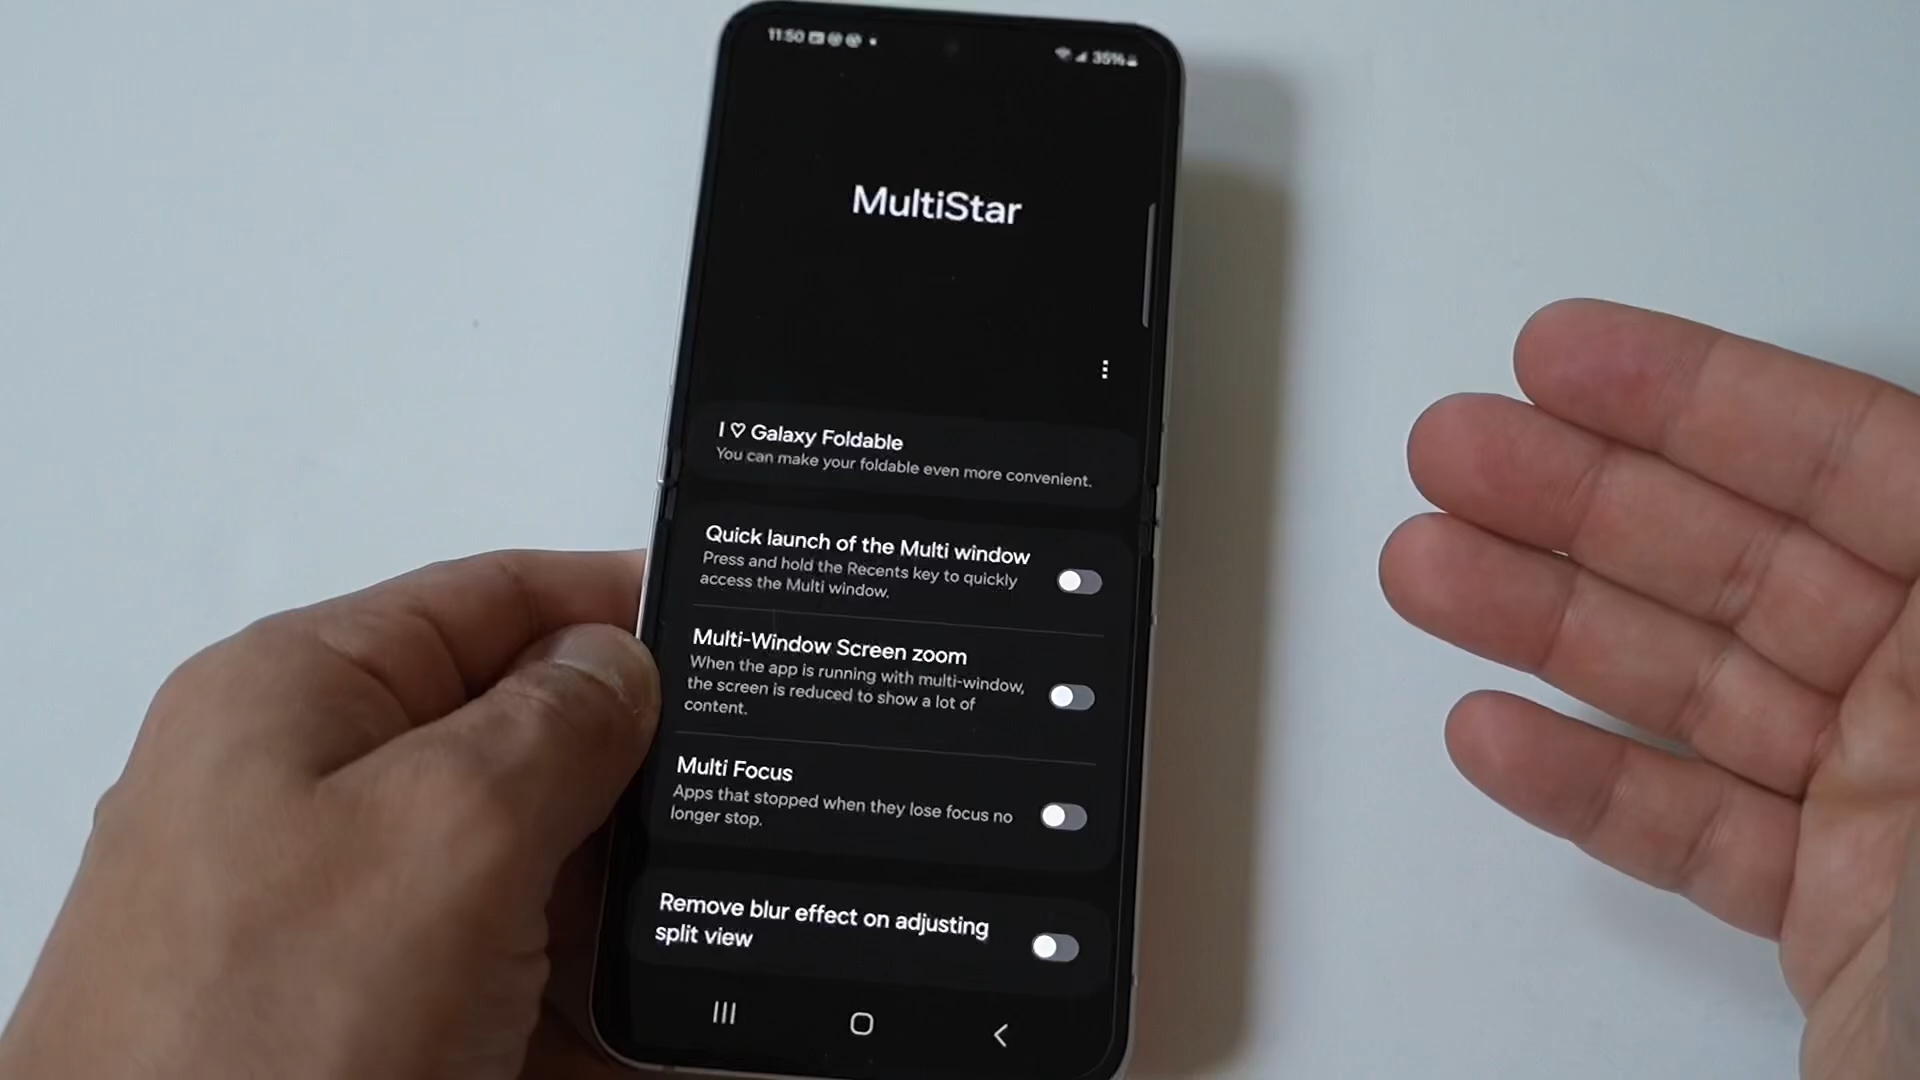 11:50
35%
MultiStar
I ♡ Galaxy Foldable
You can make your foldable even more convenient.
Quick launch of the Multi window
Press and hold the Recents key to quickly
access the Multi window.
Multi-Window Screen zoom
When the app is running with multi-window,
the screen is reduced to show a lot of
content.
Multi Focus
Apps that stopped when they lose focus no
longer stop.
Remove blur effect on adjusting
split view